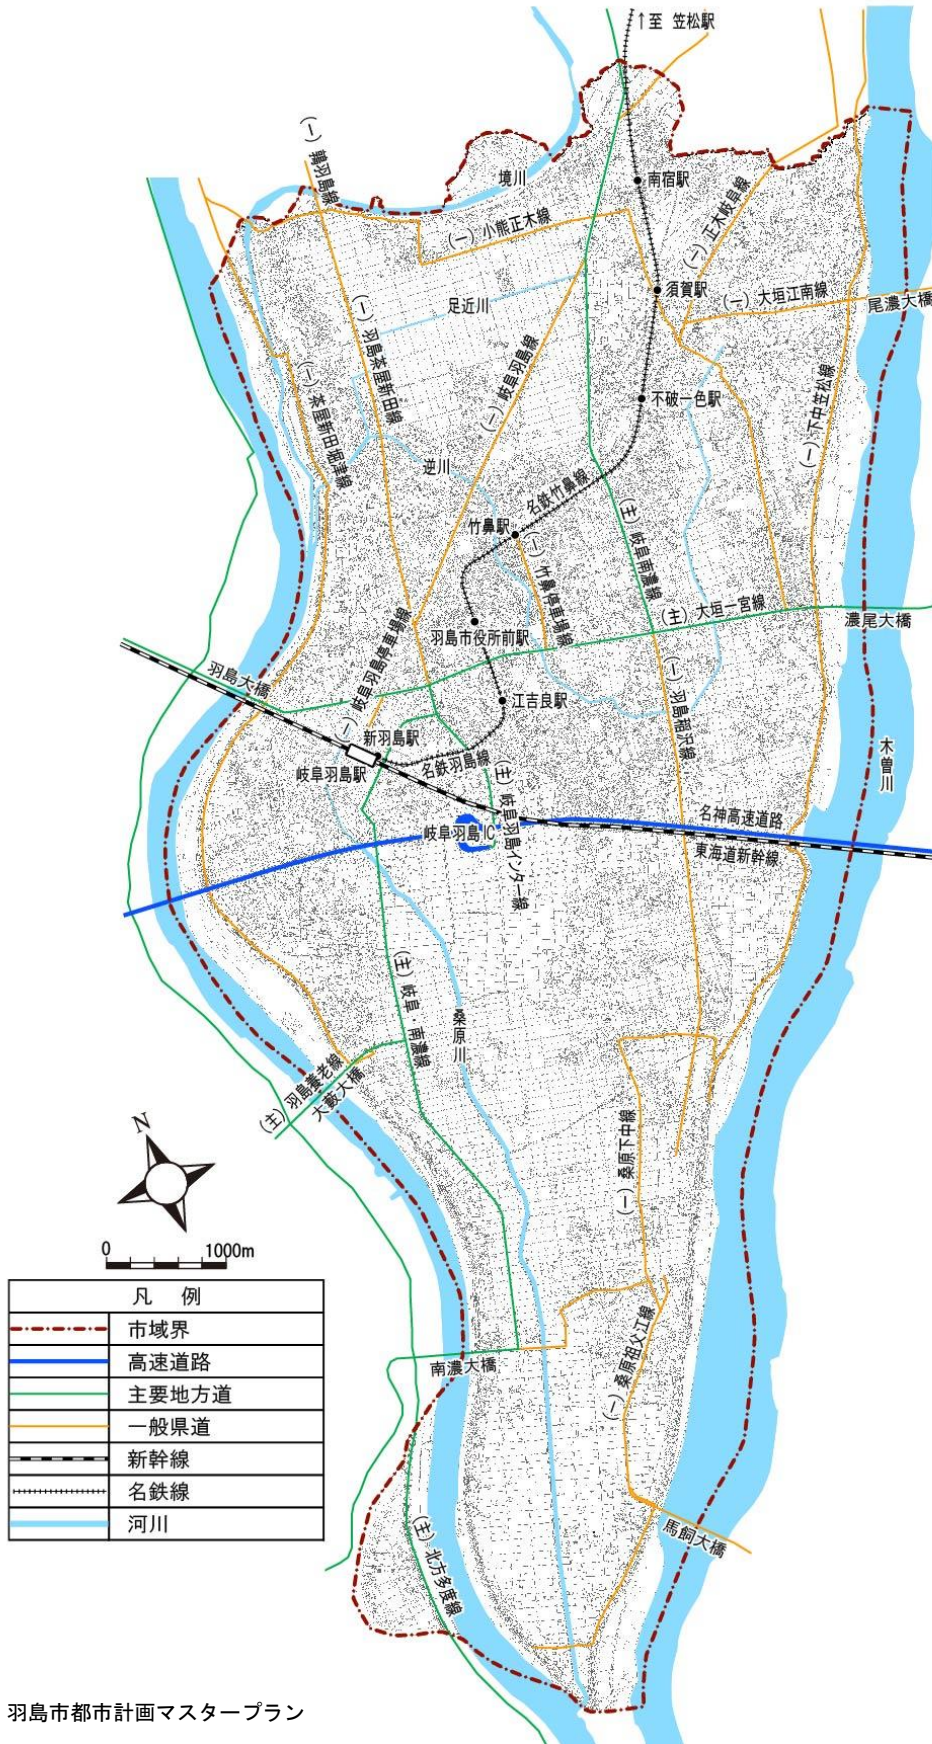 ↑至 笠松駅
(一) 鶉羽島線
境川
南宿駅
(一) 小熊正木線
(一) 正木岐阜線
須賀駅
(一) 大垣江南線
尾濃大橋
足近川
(一) 羽島茶屋新田線
(一) 岐阜羽島線
(一) 茶屋新田堀津線
不破一色駅
(一) 下中笠松線
逆川
名鉄竹鼻線
竹鼻駅
(主) 岐阜南濃線
(一) 竹鼻停車場線
(主) 大垣一宮線
濃尾大橋
羽島市役所前駅
(一) 岐阜羽島停車場線
羽島大橋
江吉良駅
(一) 羽島稲沢線
新羽島駅
岐阜羽島駅
名鉄羽島線
木曽川
(主) 岐阜羽島インター線
岐阜羽島IC
名神高速道路
東海道新幹線
(主) 岐阜・南濃線
桑原川
(主) 羽島養老線
大藪大橋
(一) 桑原下中線
N
0 1000m
凡 例
市域界
高速道路
主要地方道
一般県道
新幹線
名鉄線
河川
(一) 桑原祖父江線
南濃大橋
馬飼大橋
(主) 北方多度線
羽島市都市計画マスタープラン